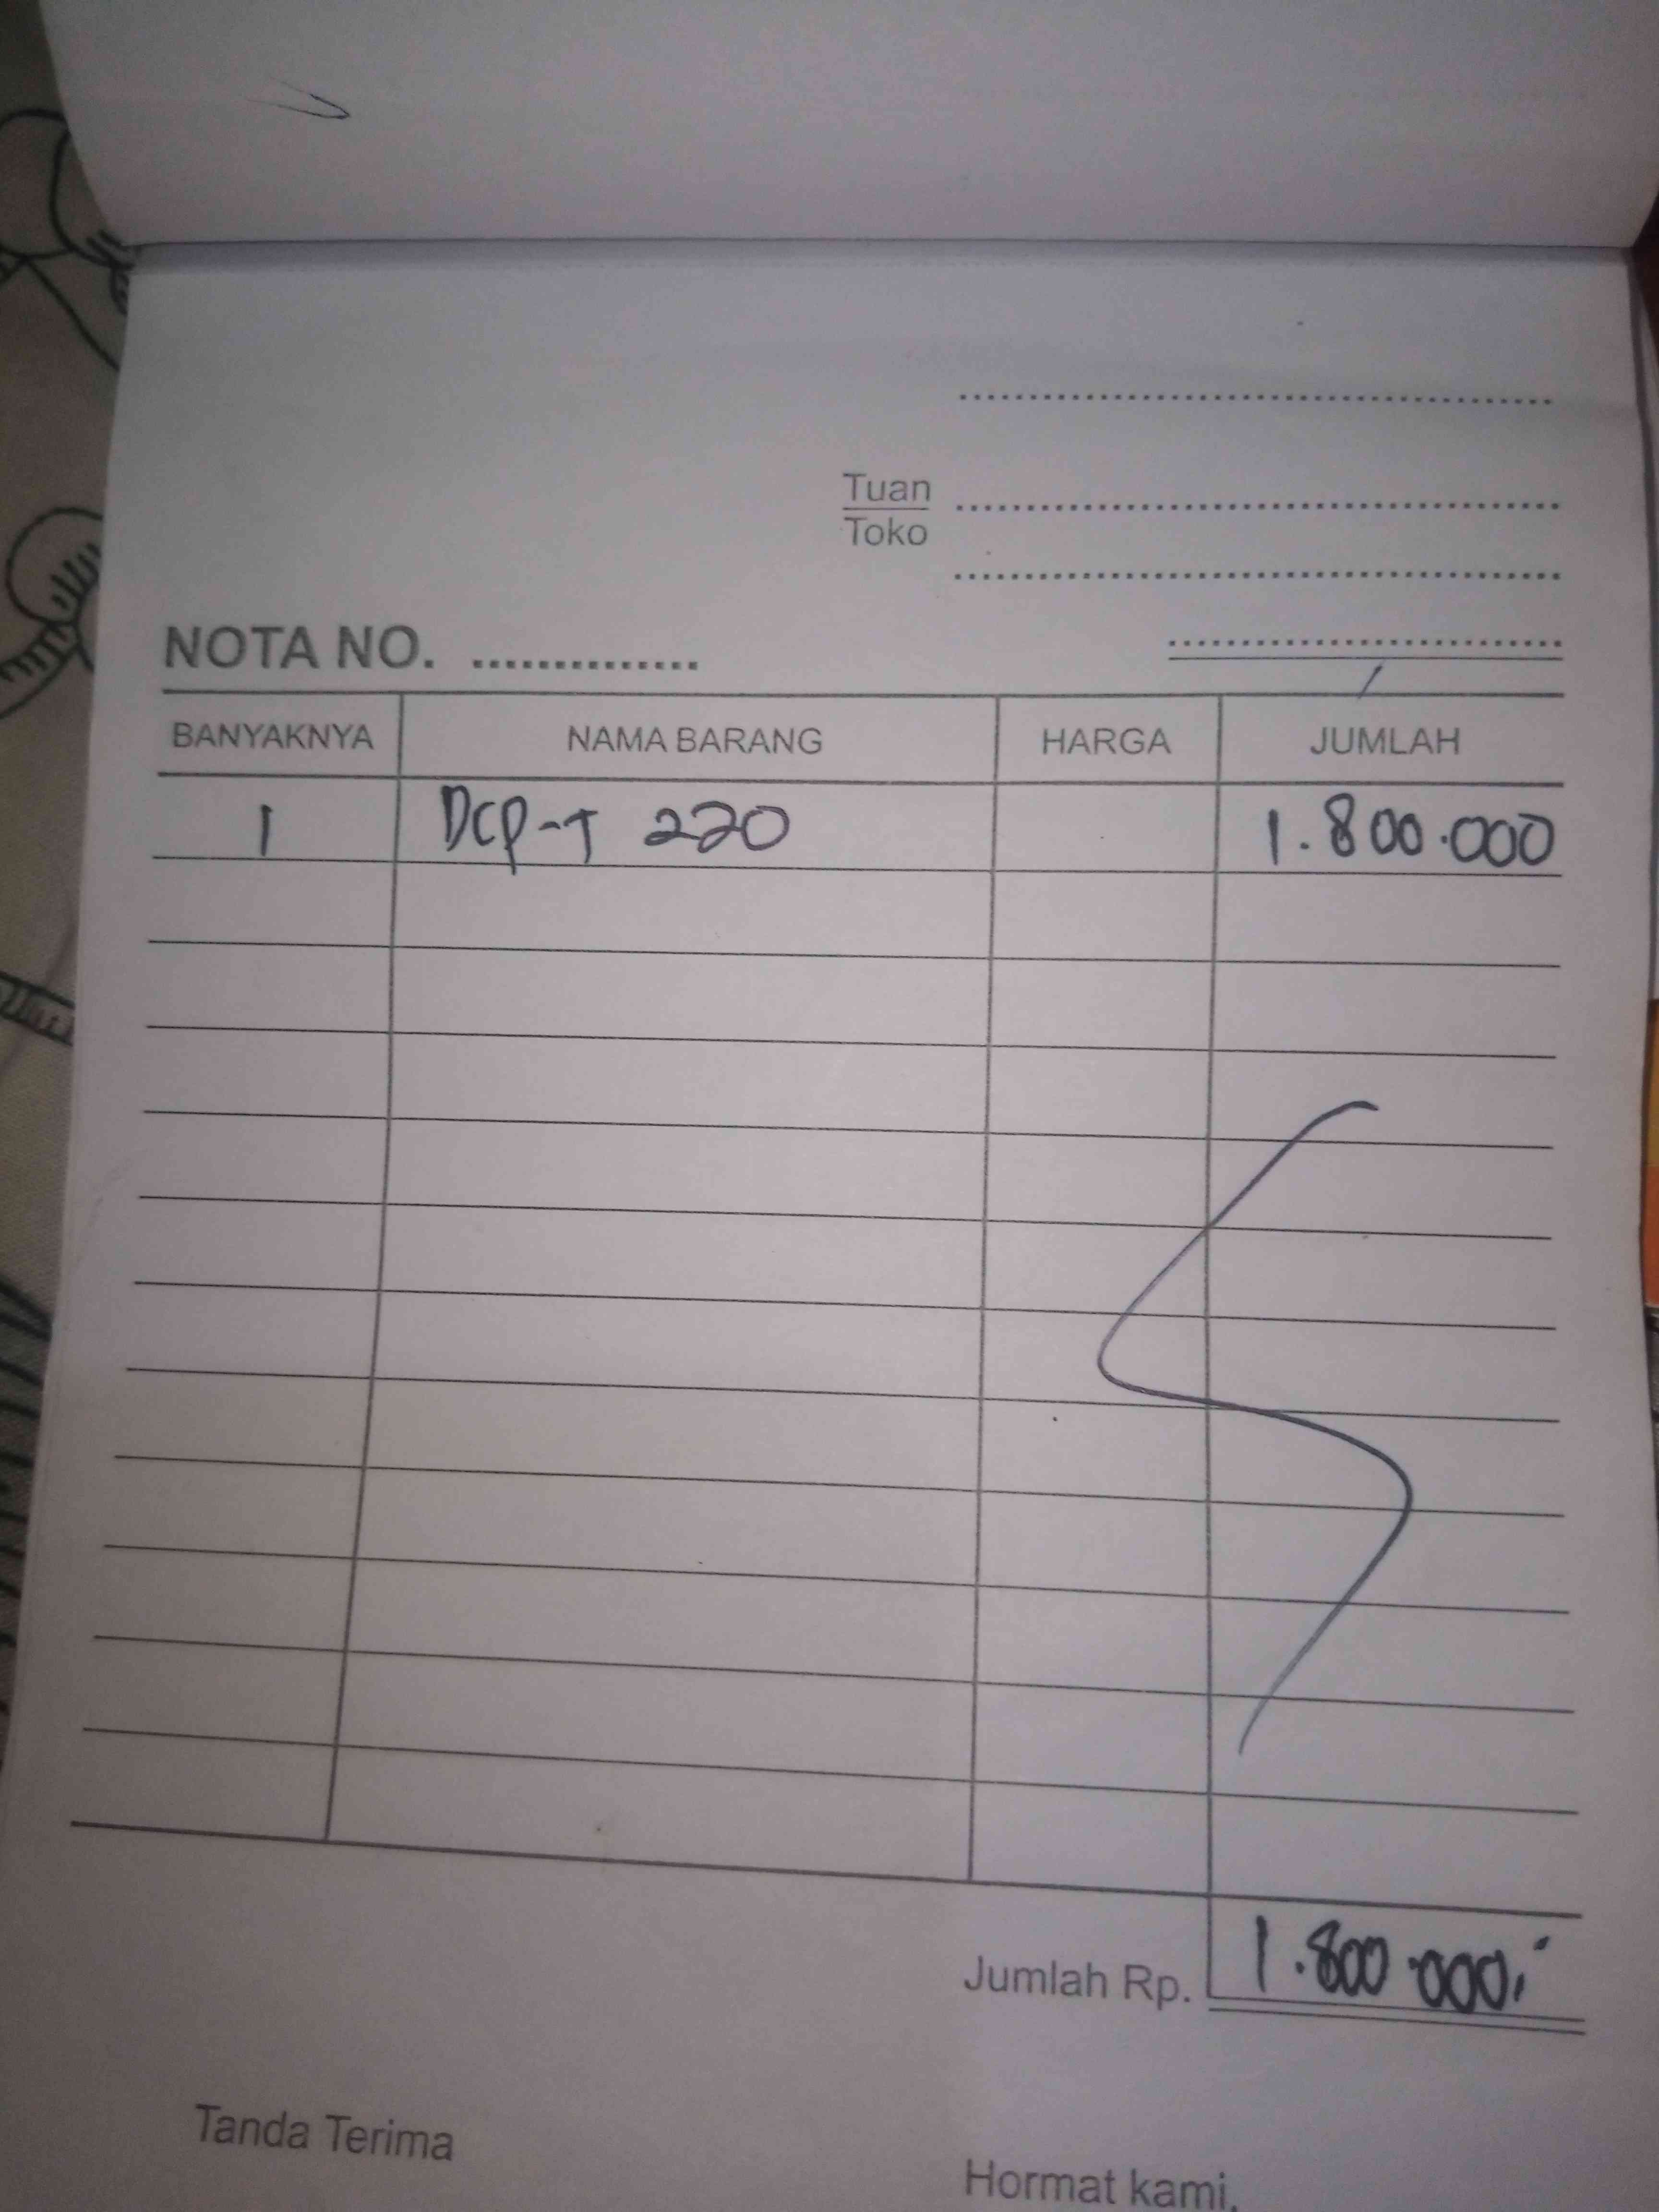 Tuan
Toko
NOTA NO. ..............
BANYAKNYA NAMA BARANG HARGA JUMLAH
1 DCP-T 220 1.800.000
Jumlah Rp. 1.800.000,-
Tanda Terima
Hormat kami,